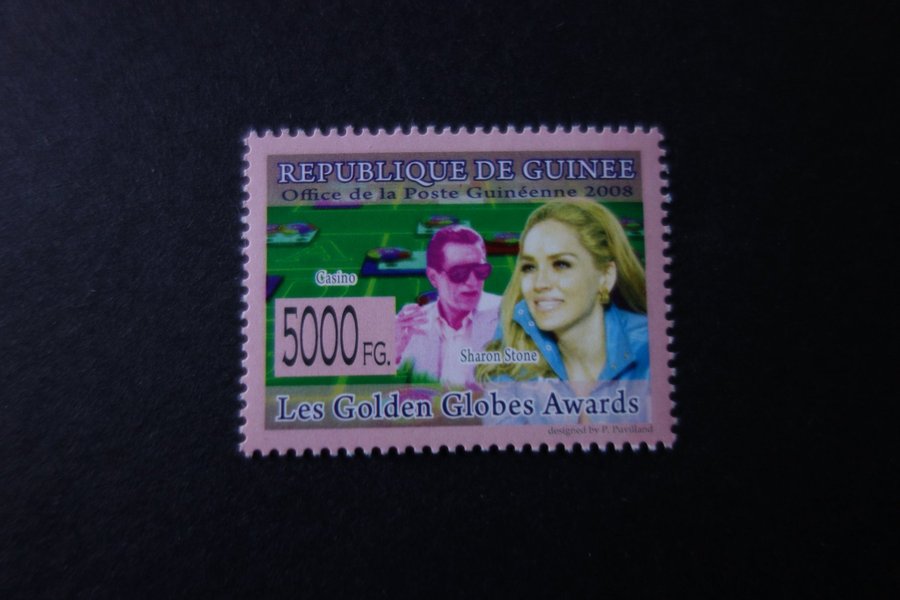 REPUBLIQUE DE GUINEE
Office de la Poste Guinéenne 2008
Casino
5000 FG.
Sharon Stone
Les Golden Globes Awards
designed by P. Puvilland